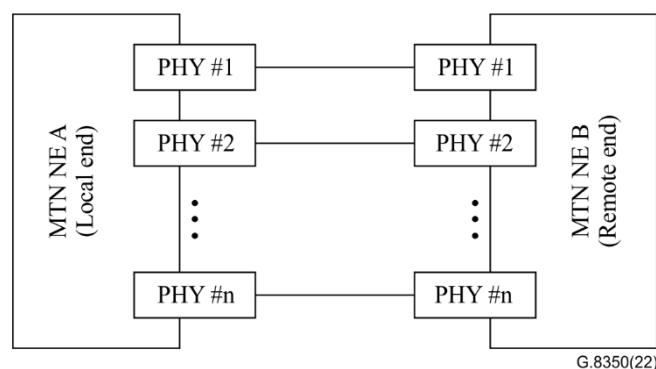 MTN NE A
(Local end)
PHY #1
PHY #1
PHY #2
PHY #2
PHY #n
PHY #n
MTN NE B
(Remote end)
G.8350(22)